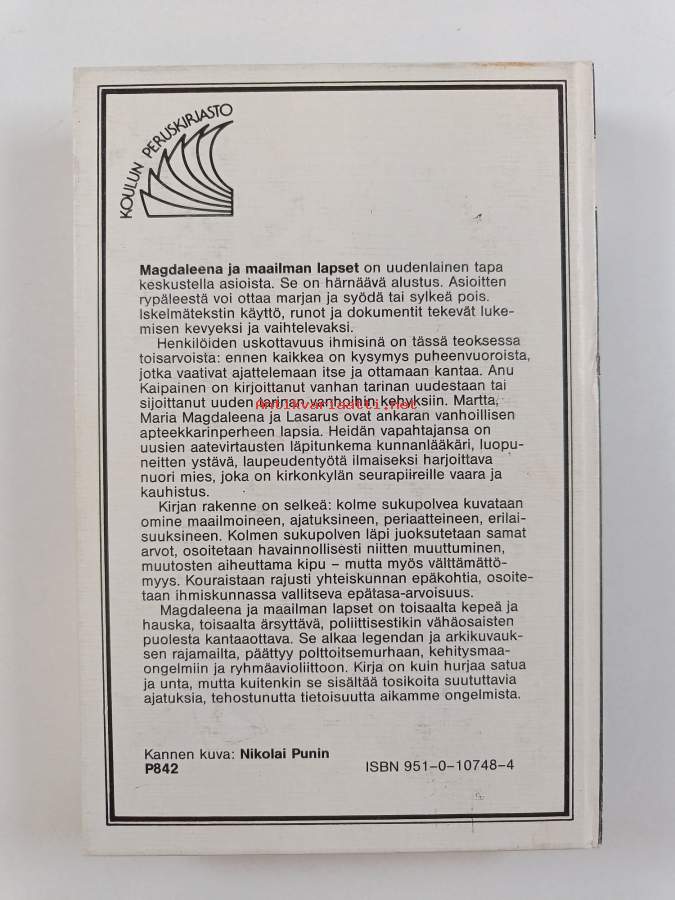 KOULUN PERUSKIRJASTO
Magdaleena ja maailman lapset on uudenlainen tapa
keskustella asioista. Se on härnäävä alustus. Asioitten
rypäleestä voi ottaa marjan ja syödä tai sylkeä pois.
Iskelmätekstin käyttö, runot ja dokumentit tekevät luke-
misen kevyeksi ja vaihtelevaksi.
Henkilöiden uskottavuus ihmisinä on tässä teoksessa
toisarvoista: ennen kaikkea on kysymys puheenvuoroista,
jotka vaativat ajattelemaan itse ja ottamaan kantaa. Anu
Kaipainen on kirjoittanut vanhan tarinan uudestaan tai
sijoittanut uuden tarinan vanhoihin kehyksiin. Martta,
antikvariaatti.net
Maria Magdaleena ja Lasarus ovat ankaran vanhoillisen
apteekkarinperheen lapsia. Heidän vapahtajansa on
uusien aatevirtausten läpitunkema kunnanlääkäri, luopu-
neitten ystävä, laupeudentyötä ilmaiseksi harjoittava
nuori mies, joka on kirkonkylän seurapiireille vaara ja
kauhistus.
Kirjan rakenne on selkeä: kolme sukupolvea kuvataan
omine maailmoineen, ajatuksineen, periaatteineen, erilai-
suuksineen. Kolmen sukupolven läpi juoksutetaan samat
arvot, osoitetaan havainnollisesti niitten muuttuminen,
muutosten aiheuttama kipu – mutta myös välttämättö-
myys. Kouraistaan rajusti yhteiskunnan epäkohtia, osoite-
taan ihmiskunnassa vallitseva epätasa-arvoisuus.
Magdaleena ja maailman lapset on toisaalta kepeä ja
hauska, toisaalta ärsyttävä, poliittisestikin vähäosaisten
puolesta kantaaottava. Se alkaa legendan ja arkikuvauk-
sen rajamailta, päättyy polttoitsemurhaan, kehitysmaa-
ongelmiin ja ryhmäavioliittoon. Kirja on kuin hurjaa satua
ja unta, mutta kuitenkin se sisältää tosikoita suututtavia
ajatuksia, tehostunutta tietoisuutta aikamme ongelmista.
Kannen kuva: Nikolai Punin
P842
ISBN 951-0-10748-4